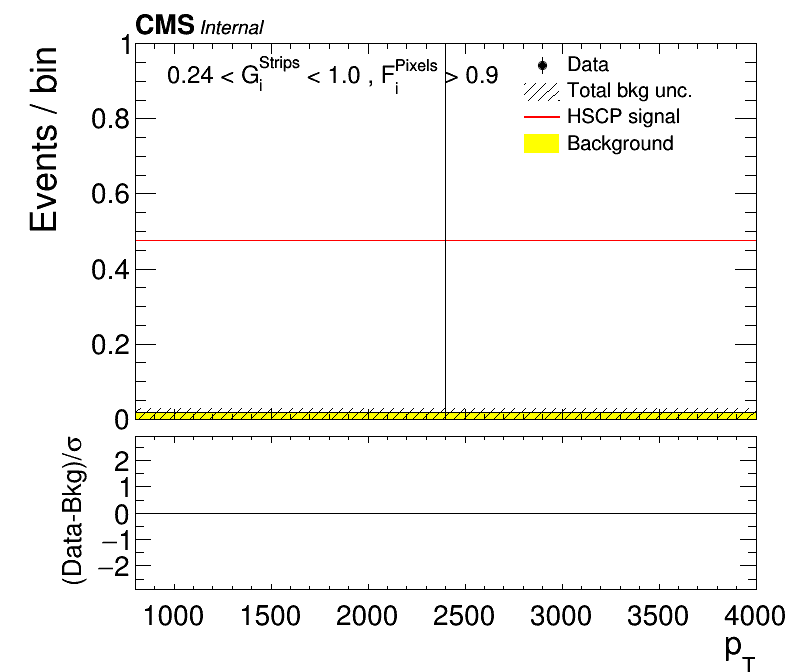 CMS Internal
0.24 < G_i^Strips < 1.0 , F_i^Pixels > 0.9
Data
Total bkg unc.
HSCP signal
Background
Events / bin
1
0.8
0.6
0.4
0.2
0
(Data-Bkg)/σ
2
1
0
−1
−2
1000 1500 2000 2500 3000 3500 4000
p_T